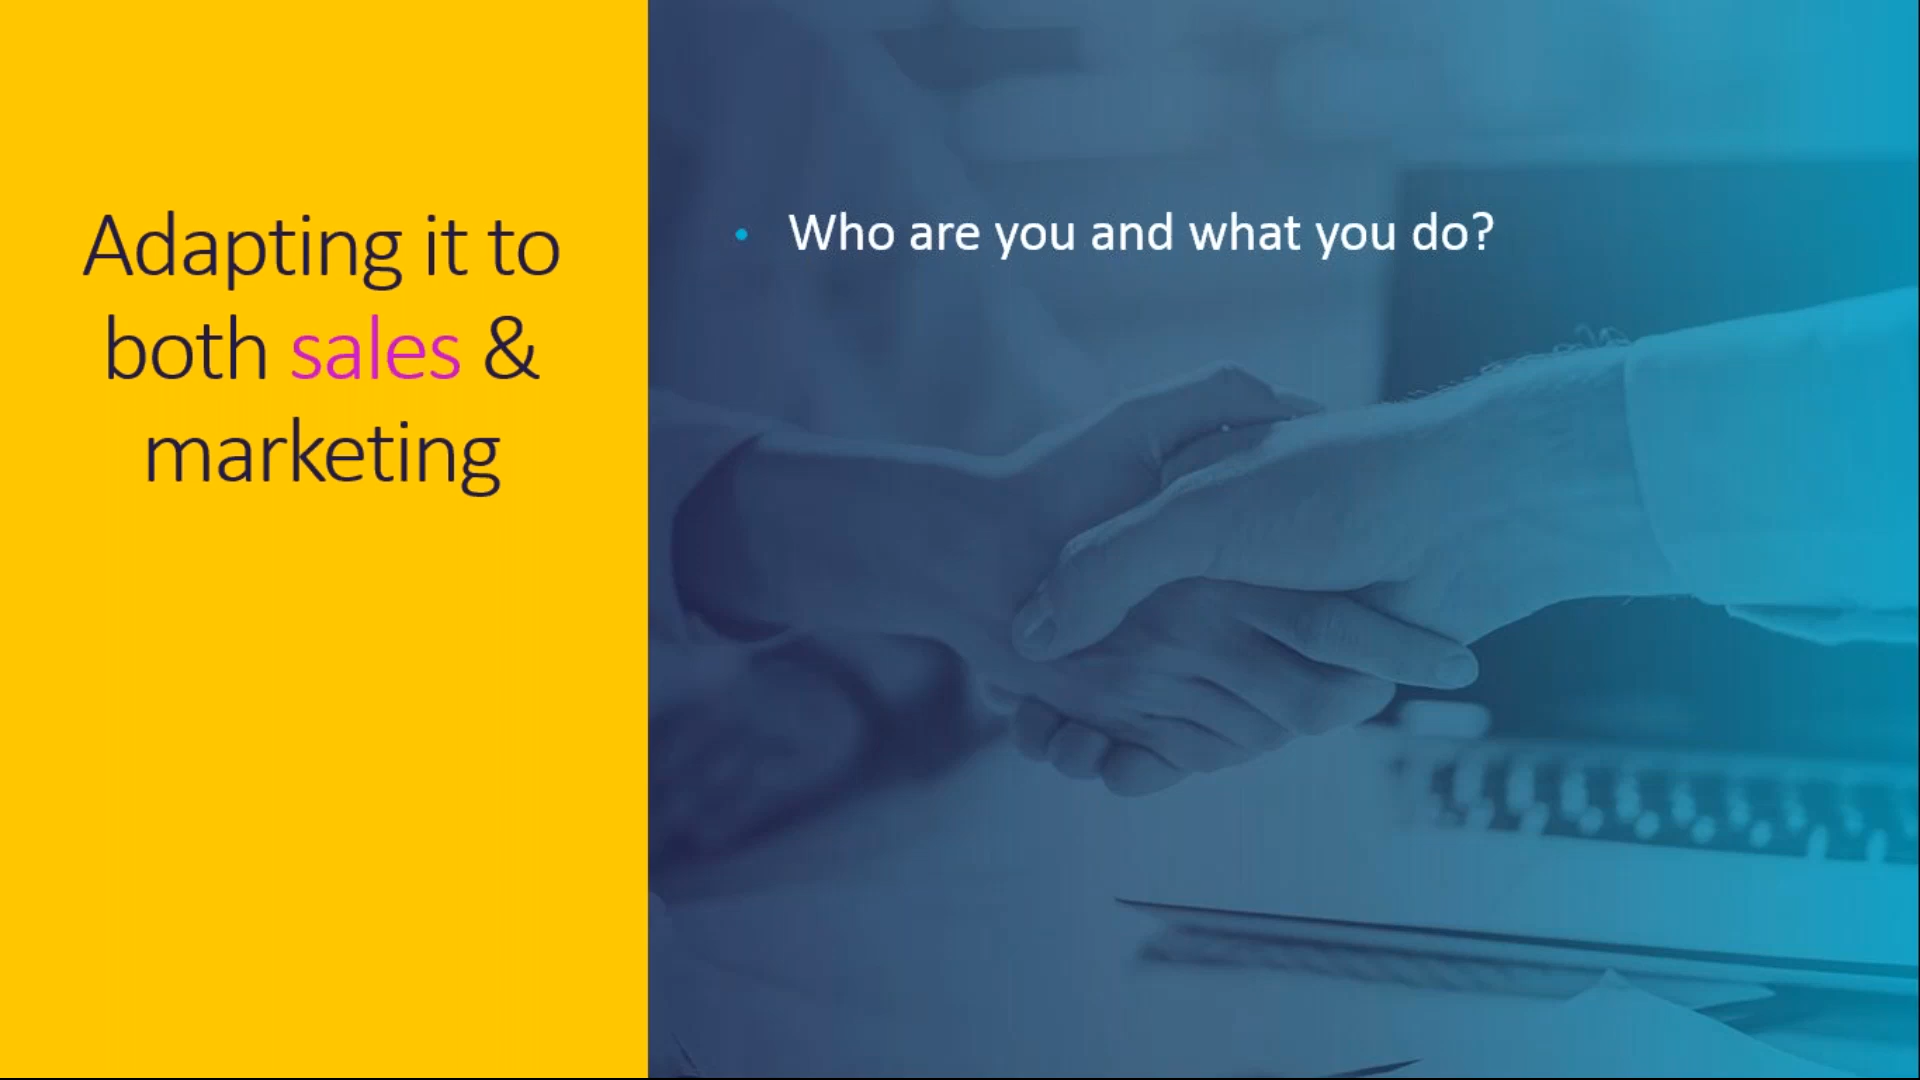 Adapting it to
both sales &
marketing
• Who are you and what you do?